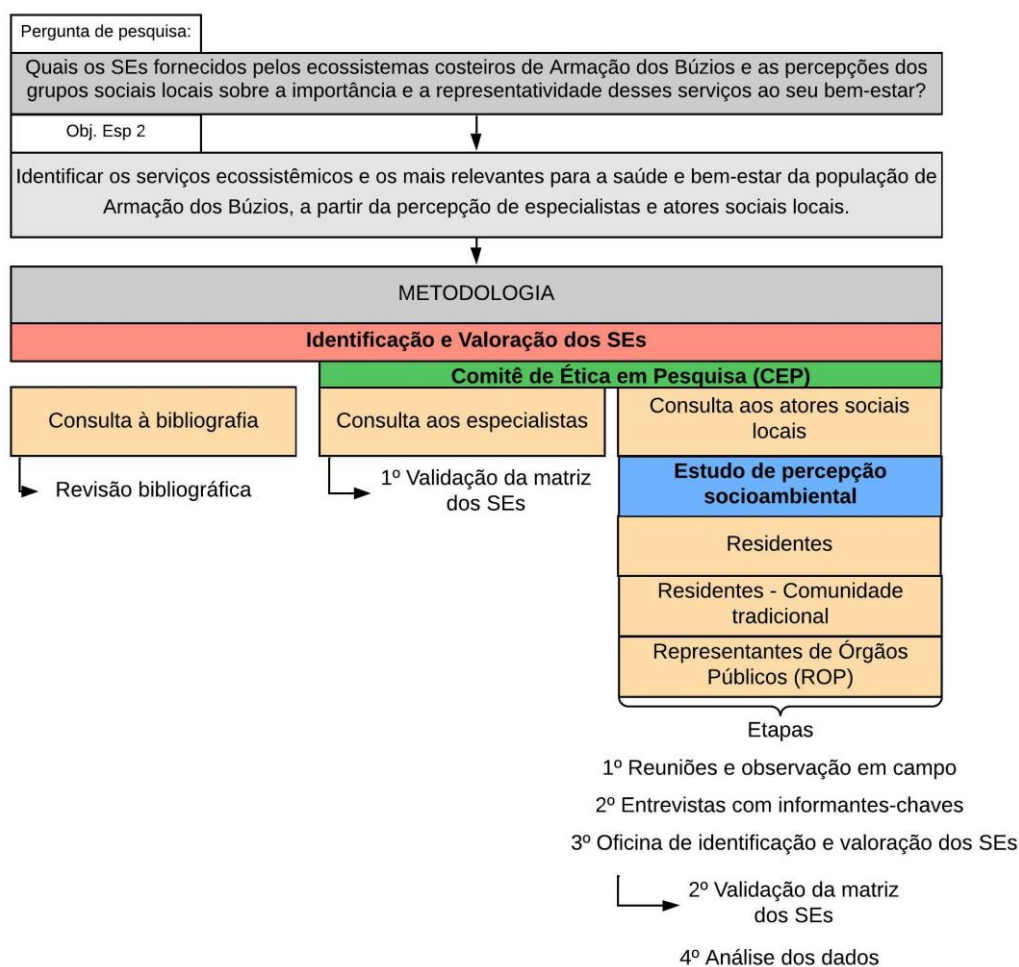 Pergunta de pesquisa:
Quais os SEs fornecidos pelos ecossistemas costeiros de Armação dos Búzios e as percepções dos
grupos sociais locais sobre a importância e a representatividade desses serviços ao seu bem-estar?
Obj. Esp 2
Identificar os serviços ecossistêmicos e os mais relevantes para a saúde e bem-estar da população de
Armação dos Búzios, a partir da percepção de especialistas e atores sociais locais.
METODOLOGIA
Identificação e Valoração dos SEs
Comitê de Ética em Pesquisa (CEP)
Consulta à bibliografia
Revisão bibliográfica
Consulta aos especialistas
1º Validação da matriz
dos SEs
Consulta aos atores sociais
locais
Estudo de percepção
socioambiental
Residentes
Residentes - Comunidade
tradicional
Representantes de Órgãos
Públicos (ROP)
Etapas
1º Reuniões e observação em campo
2º Entrevistas com informantes-chaves
3º Oficina de identificação e valoração dos SEs
2º Validação da matriz
dos SEs
4º Análise dos dados